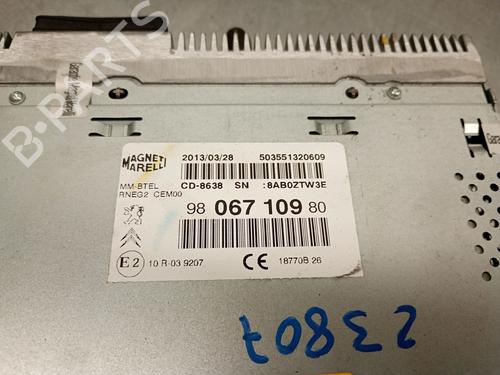 B-PARTS
MAGNETI MARELLI
2013/03/28 503551320609
MM-BTEL CD-8638 SN :8AB0ZTW3E
RNEG2 CEM00
98 067 109 80
E2 10 R-03 9207 CE 18770B 26
23807